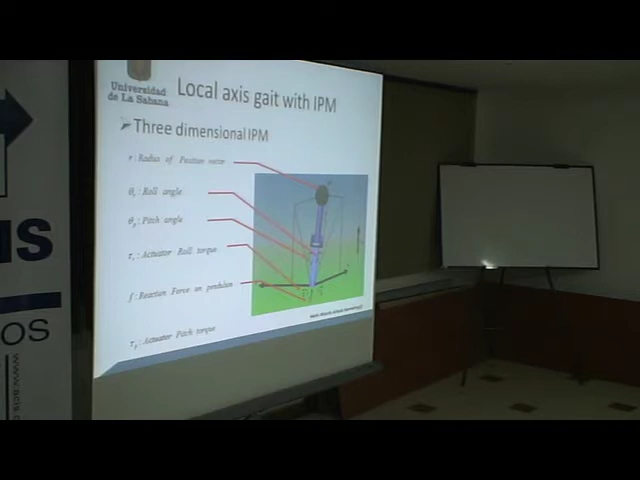 Universidad
de La Sabana
Local axis gait with IPM
Three dimensional IPM
r : Radius of Position vector
θr : Roll angle
θp : Pitch angle
τr : Actuator Roll torque
f : Reaction Force on pendulum
τp : Actuator Pitch torque
IS
OS